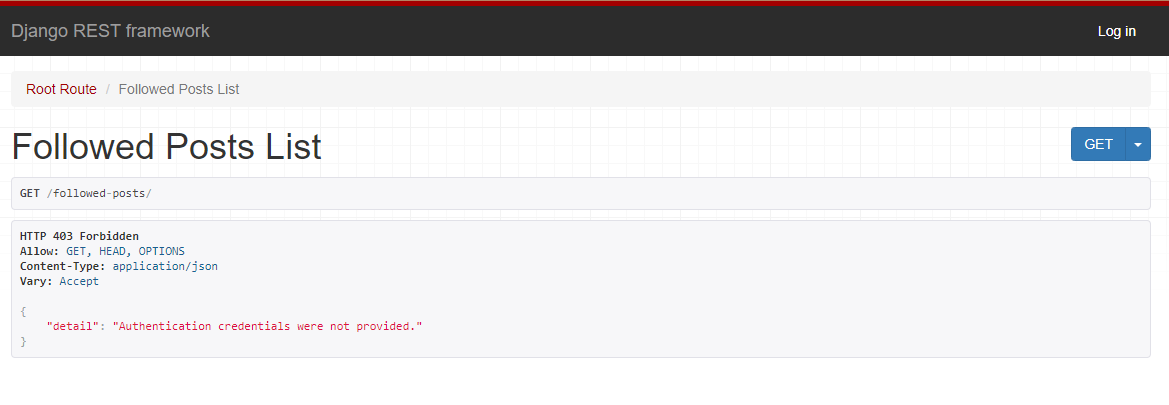 Django REST framework
Log in
Root Route / Followed Posts List
Followed Posts List
GET
GET /followed-posts/
HTTP 403 Forbidden
Allow: GET, HEAD, OPTIONS
Content-Type: application/json
Vary: Accept
{
    "detail": "Authentication credentials were not provided."
}